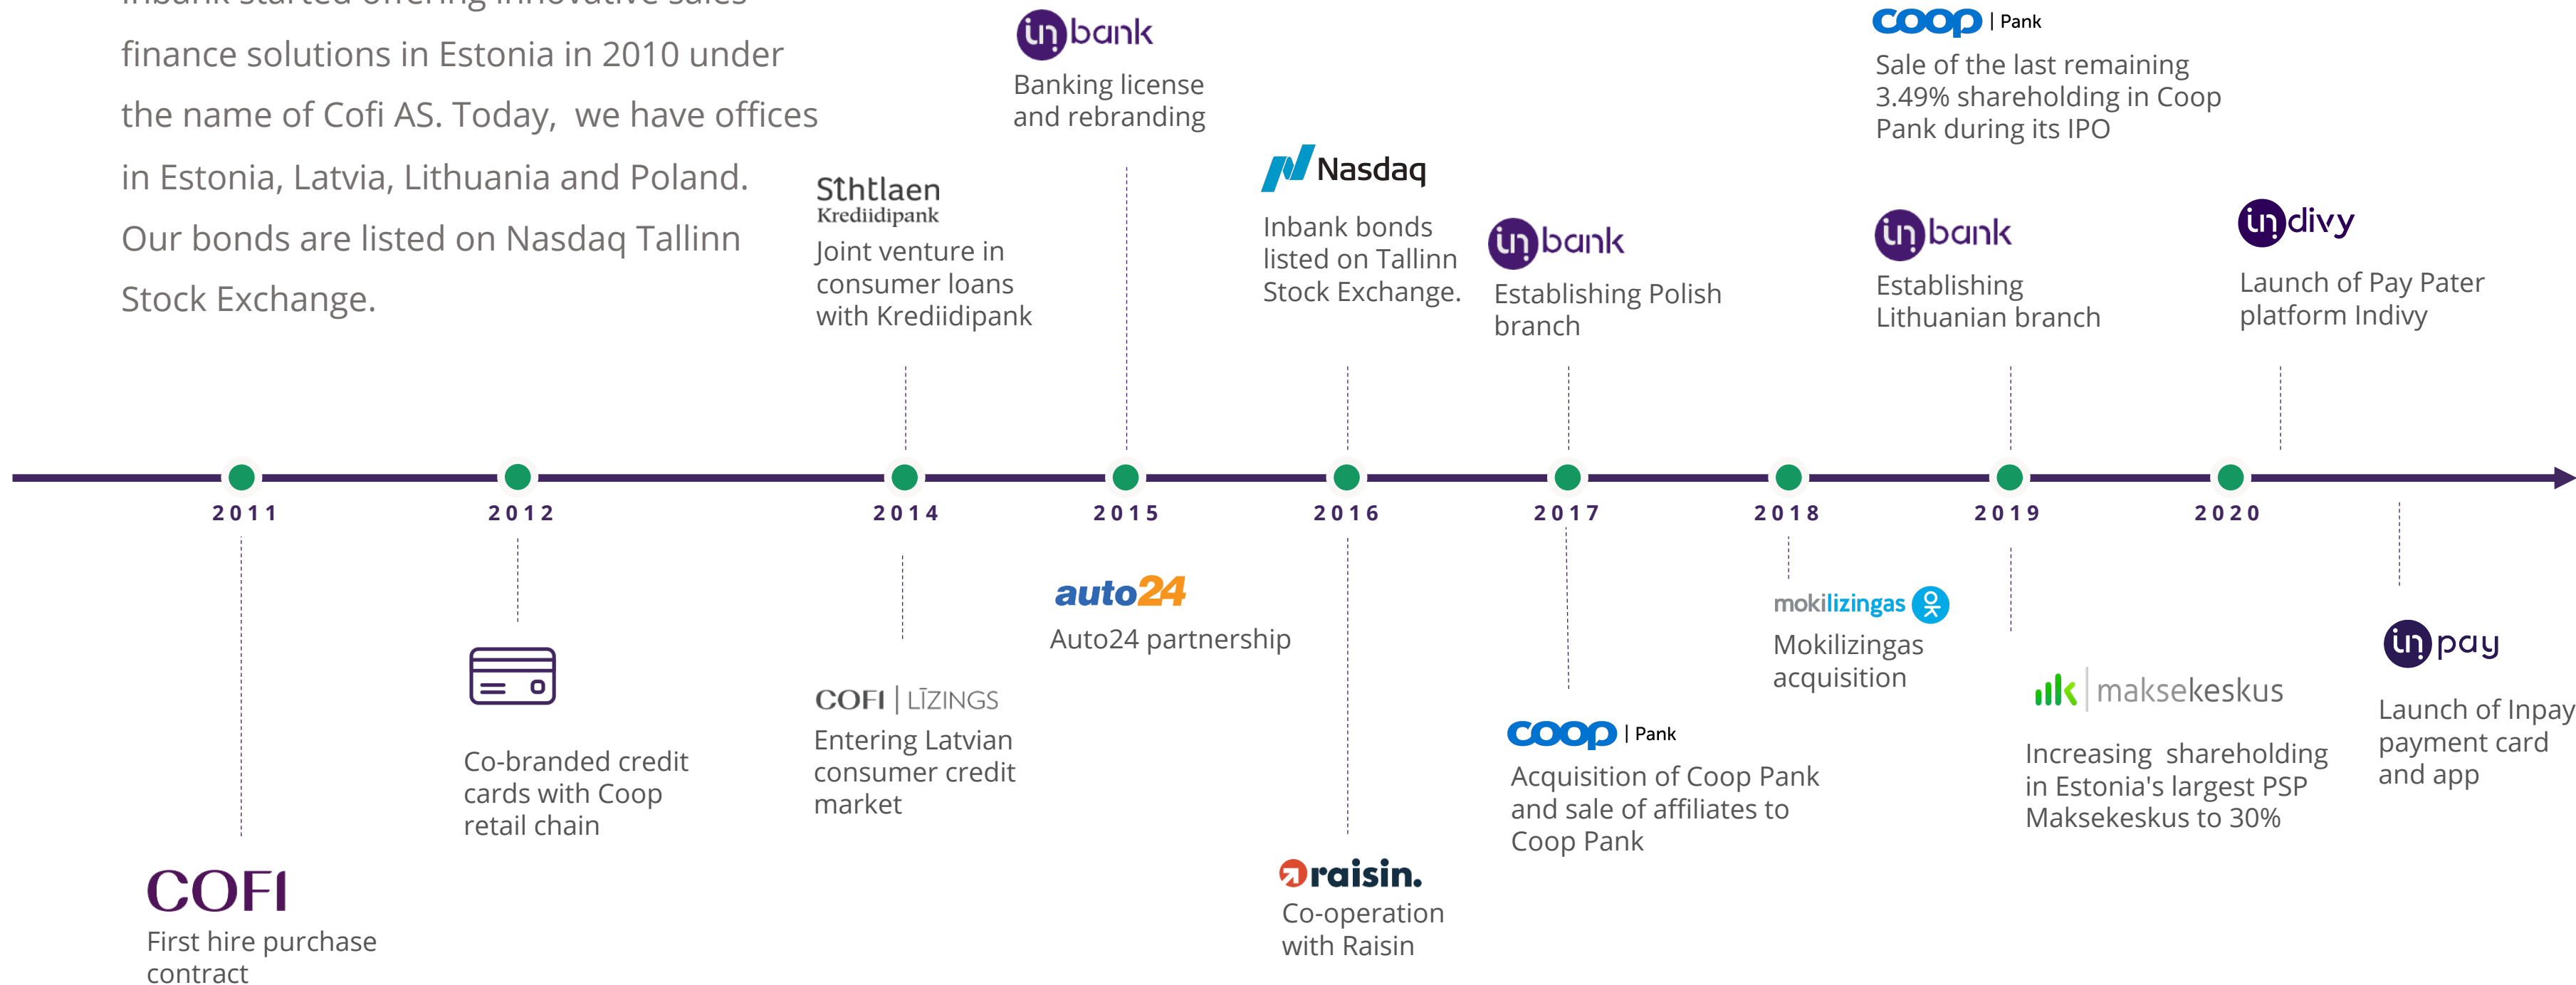 Inbank started offering innovative sales
finance solutions in Estonia in 2010 under
the name of Cofi AS. Today, we have offices
in Estonia, Latvia, Lithuania and Poland.
Our bonds are listed on Nasdaq Tallinn
Stock Exchange.
Sthtlaen
Krediidipank
Joint venture in
consumer loans
with Krediidipank
inbank
Banking license
and rebranding
Nasdaq
Inbank bonds
listed on Tallinn
Stock Exchange.
inbank
Establishing Polish
branch
coop | Pank
Sale of the last remaining
3.49% shareholding in Coop
Pank during its IPO
inbank
Establishing
Lithuanian branch
indivy
Launch of Pay Pater
platform Indivy
2011
2012
2014
2015
2016
2017
2018
2019
2020
COFI
First hire purchase
contract
Co-branded credit
cards with Coop
retail chain
COFI | LĪZINGS
Entering Latvian
consumer credit
market
auto24
Auto24 partnership
raisin.
Co-operation
with Raisin
coop | Pank
Acquisition of Coop Pank
and sale of affiliates to
Coop Pank
mokilizingas
Mokilizingas
acquisition
maksekeskus
Increasing shareholding
in Estonia's largest PSP
Maksekeskus to 30%
inpay
Launch of Inpay
payment card
and app